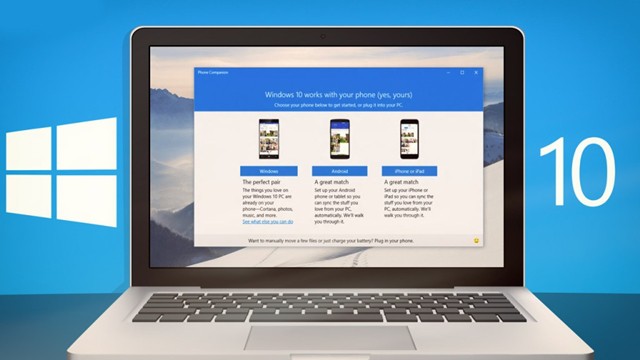 Phone Companion
Windows 10 works with your phone (yes, yours)
Choose your phone below to get started, or plug it into your PC.
Windows
Android
iPhone or iPad
The perfect pair
The things you love on
your Windows 10 PC are
already on your
phone—Cortana, photos,
music, and more.
See what else you can do
A great match
Set up your Android
phone or tablet so you
can sync the stuff you
love from your PC,
automatically. We'll walk
you through it.
A great match
Set up your iPhone or
iPad so you can sync the
stuff you love from your
PC, automatically. We'll
walk you through it.
Want to manually move a few files or just charge your battery? Plug in your phone.
10